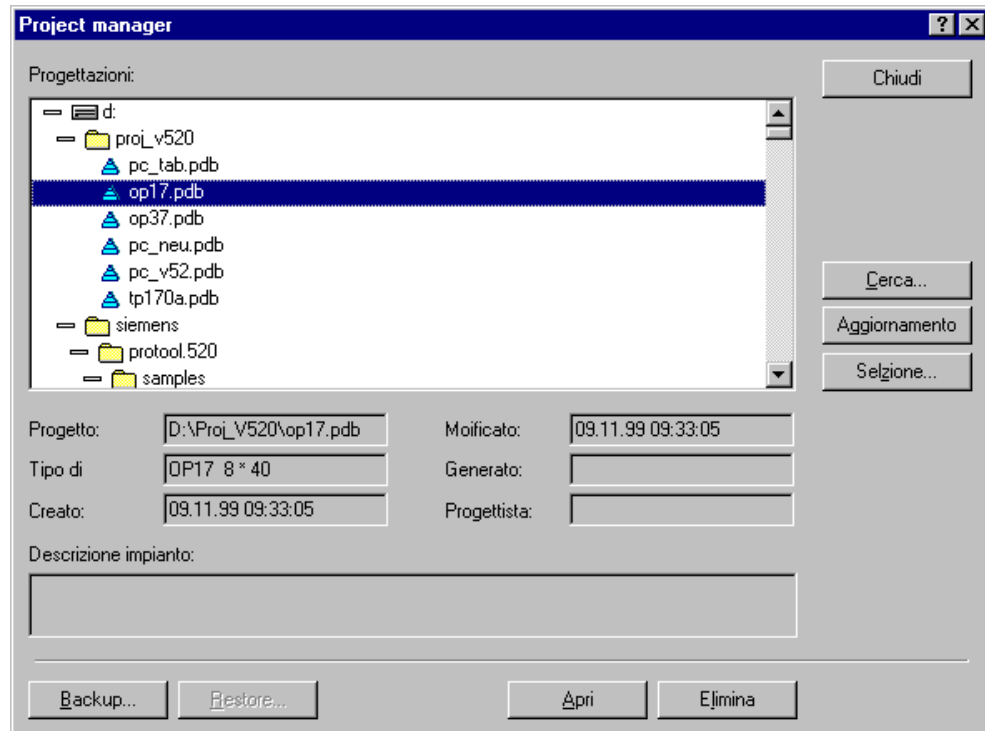 Project manager
Progettazioni:
Chiudi
d:
proj_v520
pc_tab.pdb
op17.pdb
op37.pdb
pc_neu.pdb
pc_v52.pdb
tp170a.pdb
siemens
protool.520
samples
Cerca...
Aggiornamento
Selzione...
Progetto: D:\Proj_V520\op17.pdb Moificato: 09.11.99 09:33:05
Tipo di OP17 8 * 40 Generato:
Creato: 09.11.99 09:33:05 Progettista:
Descrizione impianto:
Backup... Restore... Apri Elimina